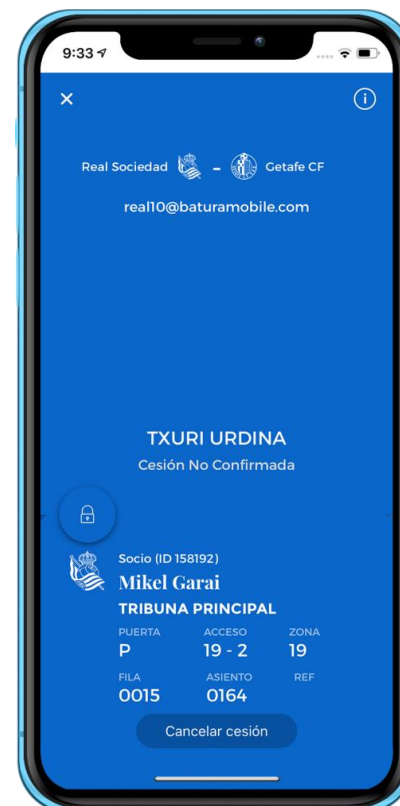 9:33
Real Sociedad - Getafe CF
real10@baturamobile.com
TXURI URDINA
Cesión No Confirmada
Socio (ID 158192)
Mikel Garai
TRIBUNA PRINCIPAL
PUERTA ACCESO ZONA
P 19 - 2 19
FILA ASIENTO REF
0015 0164
Cancelar cesión